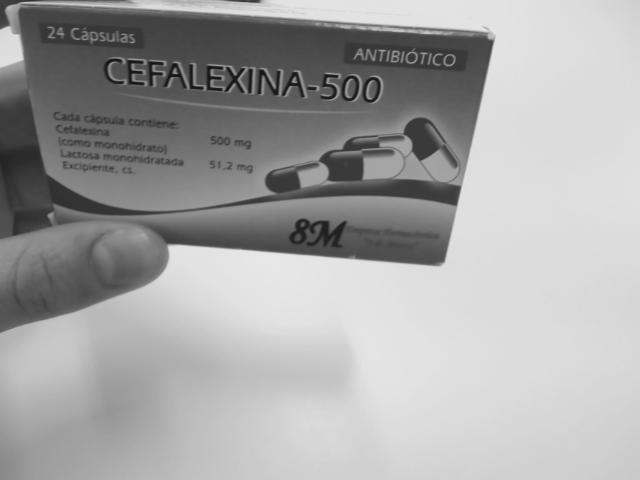 24 Cápsulas
ANTIBIÓTICO
CEFALEXINA-500
Cada cápsula contiene:
Cefalexina
(como monohidrato) 500 mg
Lactosa monohidratada 51,2 mg
Excipiente, cs.
8M